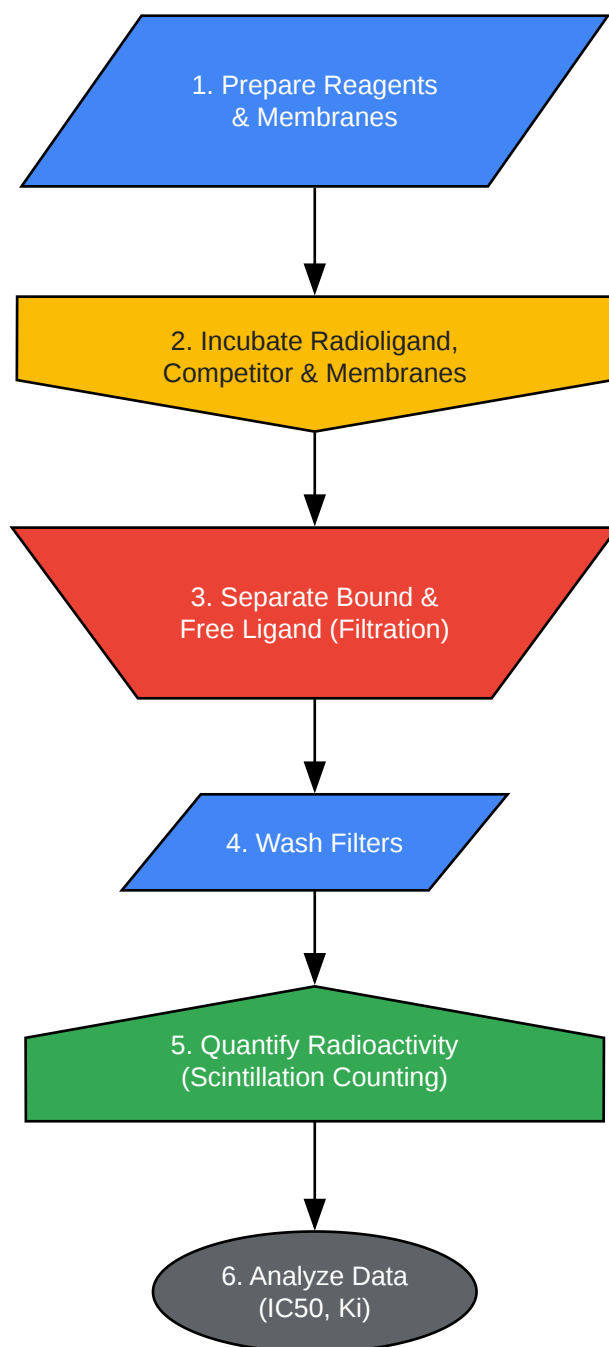 1. Prepare Reagents
& Membranes
2. Incubate Radioligand,
Competitor & Membranes
3. Separate Bound &
Free Ligand (Filtration)
4. Wash Filters
5. Quantify Radioactivity
(Scintillation Counting)
6. Analyze Data
(IC50, Ki)